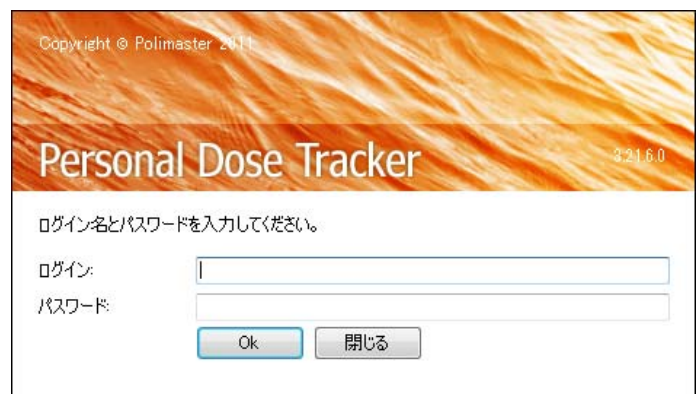 Copyright © Polimaster 2011
Personal Dose Tracker
3.21.6.0
ログイン名とパスワードを入力してください。
ログイン:
パスワード:
Ok
閉じる